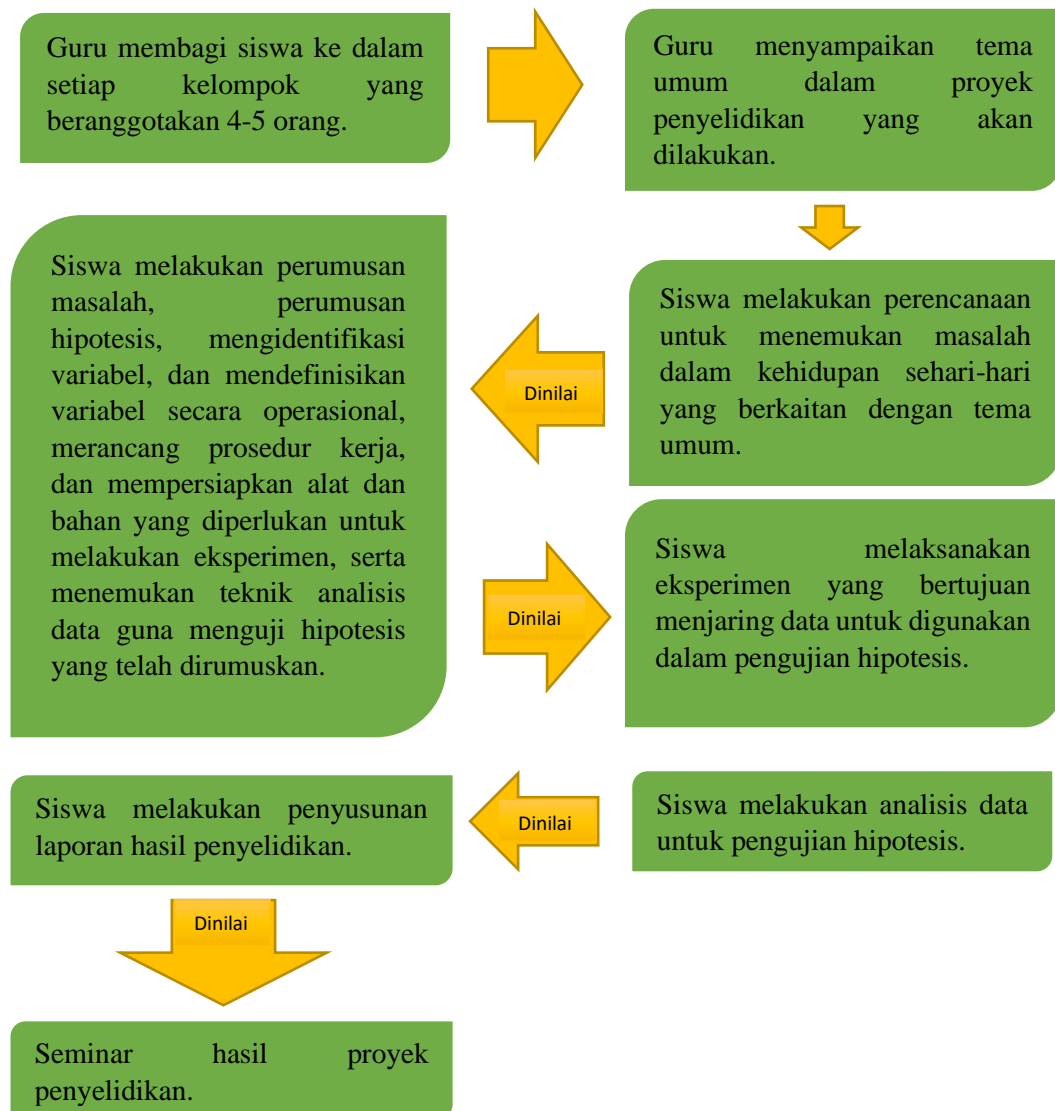 Guru membagi siswa ke dalam
setiap kelompok yang
beranggotakan 4-5 orang.
Guru menyampaikan tema
umum dalam proyek
penyelidikan yang akan
dilakukan.
Siswa melakukan perencanaan
untuk menemukan masalah
dalam kehidupan sehari-hari
yang berkaitan dengan tema
umum.
Dinilai
Siswa melakukan perumusan
masalah, perumusan
hipotesis, mengidentifikasi
variabel, dan mendefinisikan
variabel secara operasional,
merancang prosedur kerja,
dan mempersiapkan alat dan
bahan yang diperlukan untuk
melakukan eksperimen, serta
menemukan teknik analisis
data guna menguji hipotesis
yang telah dirumuskan.
Dinilai
Siswa melaksanakan
eksperimen yang bertujuan
menjaring data untuk digunakan
dalam pengujian hipotesis.
Siswa melakukan analisis data
untuk pengujian hipotesis.
Dinilai
Siswa melakukan penyusunan
laporan hasil penyelidikan.
Dinilai
Seminar hasil proyek
penyelidikan.